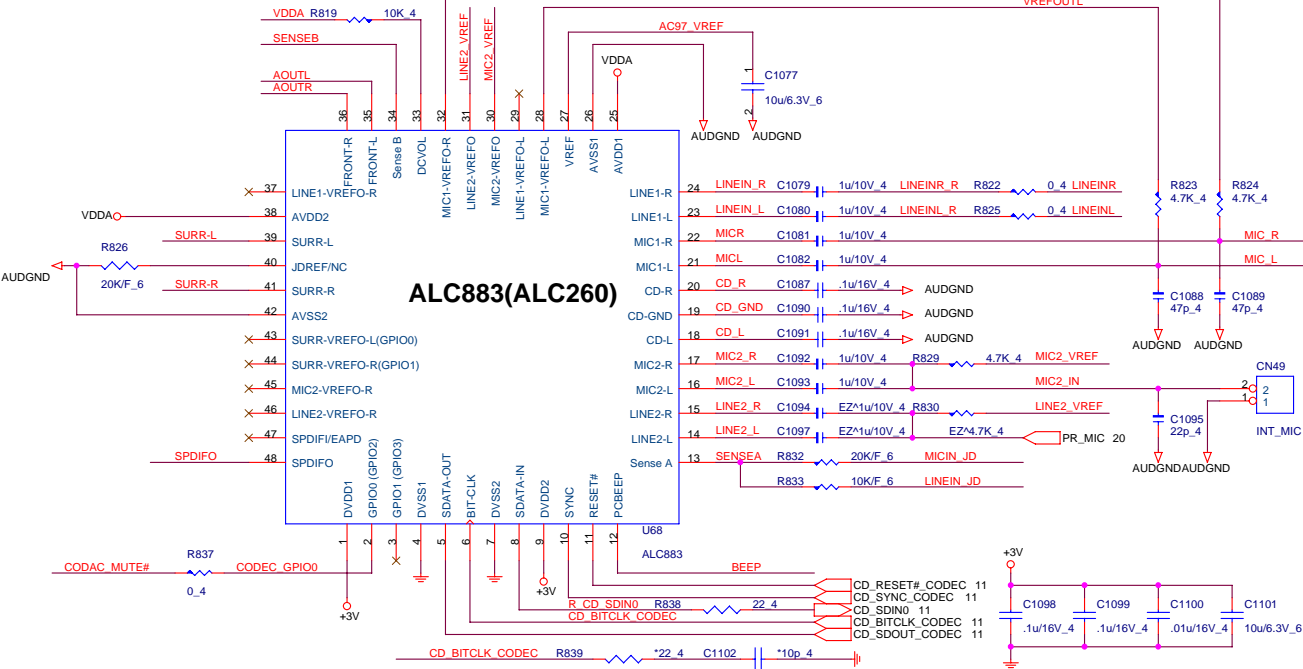 VREFOUTL
VDDA R819 10K_4
SENSEB
AOUTL
AOUTR
LINE2_VREF
MIC2_VREF
AC97_VREF
VDDA
C1077
1
10u/6.3V_6
2
AUDGND AUDGND
36 35 34 33 32 31 30 29 28 27 26 25
FRONT-R
FRONT-L
Sense B
DCVOL
MIC1-VREFO-R
LINE2-VREFO
MIC2-VREFO
LINE1-VREFO-L
MIC1-VREFO-L
VREF
AVSS1
AVDD1
37 LINE1-VREFO-R
VDDA 38 AVDD2
SURR-L 39 SURR-L
R826
20K/F_6
AUDGND
40 JDREF/NC
SURR-R 41 SURR-R
42 AVSS2
43 SURR-VREFO-L(GPIO0)
44 SURR-VREFO-R(GPIO1)
45 MIC2-VREFO-R
46 LINE2-VREFO-R
47 SPDIFI/EAPD
SPDIFO 48 SPDIFO
ALC883(ALC260)
LINE1-R 24 LINEIN_R C1079 1u/10V_4 LINEINR_R R822 0_4 LINEINR
LINE1-L 23 LINEIN_L C1080 1u/10V_4 LINEINL_R R825 0_4 LINEINL
MIC1-R 22 MICR C1081 1u/10V_4 MIC_R
MIC1-L 21 MICL C1082 1u/10V_4 MIC_L
R823
4.7K_4
R824
4.7K_4
CD-R 20 CD_R C1087 .1u/16V_4 AUDGND
CD-GND 19 CD_GND C1090 .1u/16V_4 AUDGND
CD-L 18 CD_L C1091 .1u/16V_4 AUDGND
C1088
47p_4
C1089
47p_4
AUDGND AUDGND
MIC2-R 17 MIC2_R C1092 1u/10V_4 R829 4.7K_4 MIC2_VREF
MIC2-L 16 MIC2_L C1093 1u/10V_4 MIC2_IN
LINE2-R 15 LINE2_R C1094 EZ^1u/10V_4 R830 LINE2_VREF
LINE2-L 14 LINE2_L C1097 EZ^1u/10V_4 EZ^4.7K_4 PR_MIC 20
Sense A 13 SENSEA R832 20K/F_6 MICIN_JD
R833 10K/F_6 LINEIN_JD
CN49
2 2
1 1
INT_MIC
C1095
22p_4
AUDGND AUDGND
DVDD1
GPIO0 (GPIO2)
GPIO1 (GPIO3)
DVSS1
SDATA-OUT
BIT-CLK
DVSS2
SDATA-IN
DVDD2
SYNC
RESET#
PCBEEP
1 2 3 4 5 6 7 8 9 10 11 12
U68
ALC883
CODAC_MUTE# R837 CODEC_GPIO0
0_4
+3V
+3V
BEEP
CD_RESET#_CODEC 11
CD_SYNC_CODEC 11
R_CD_SDIN0 R838 22_4 CD_SDIN0 11
CD_BITCLK_CODEC CD_BITCLK_CODEC 11
CD_SDOUT_CODEC 11
CD_BITCLK_CODEC R839 *22_4 C1102 *10p_4
+3V
C1098 C1099 C1100 C1101
.1u/16V_4 .1u/16V_4 .01u/16V_4 10u/6.3V_6